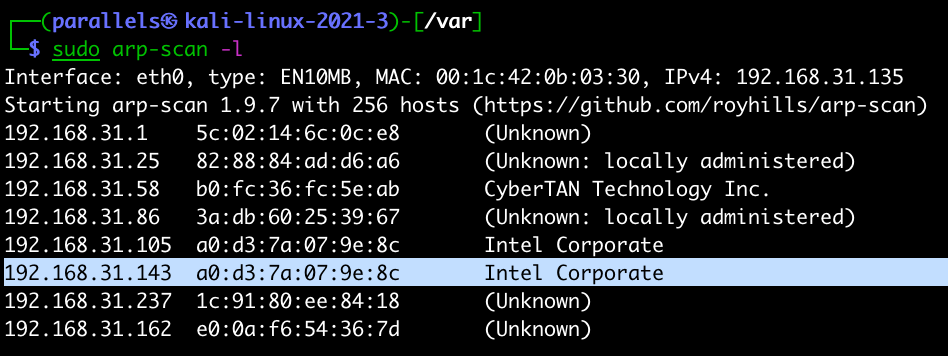 (parallels㉿kali-linux-2021-3)-[/var]
$ sudo arp-scan -l
Interface: eth0, type: EN10MB, MAC: 00:1c:42:0b:03:30, IPv4: 192.168.31.135
Starting arp-scan 1.9.7 with 256 hosts (https://github.com/royhills/arp-scan)
192.168.31.1 5c:02:14:6c:0c:e8 (Unknown)
192.168.31.25 82:88:84:ad:d6:a6 (Unknown: locally administered)
192.168.31.58 b0:fc:36:fc:5e:ab CyberTAN Technology Inc.
192.168.31.86 3a:db:60:25:39:67 (Unknown: locally administered)
192.168.31.105 a0:d3:7a:07:9e:8c Intel Corporate
192.168.31.143 a0:d3:7a:07:9e:8c Intel Corporate
192.168.31.237 1c:91:80:ee:84:18 (Unknown)
192.168.31.162 e0:0a:f6:54:36:7d (Unknown)